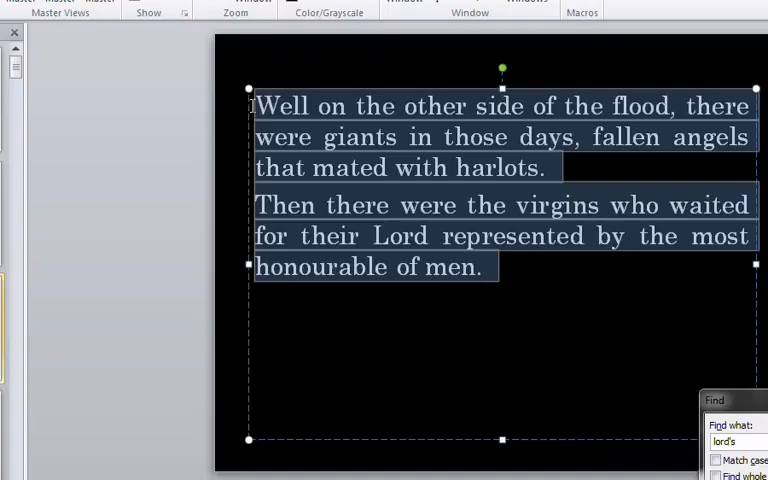 Master Views
Show
Zoom
Color/Grayscale
Window
Macros
Well on the other side of the flood, there
were giants in those days, fallen angels
that mated with harlots.
Then there were the virgins who waited
for their Lord represented by the most
honourable of men.
Find
Find what:
lord's
Match case
Find whole